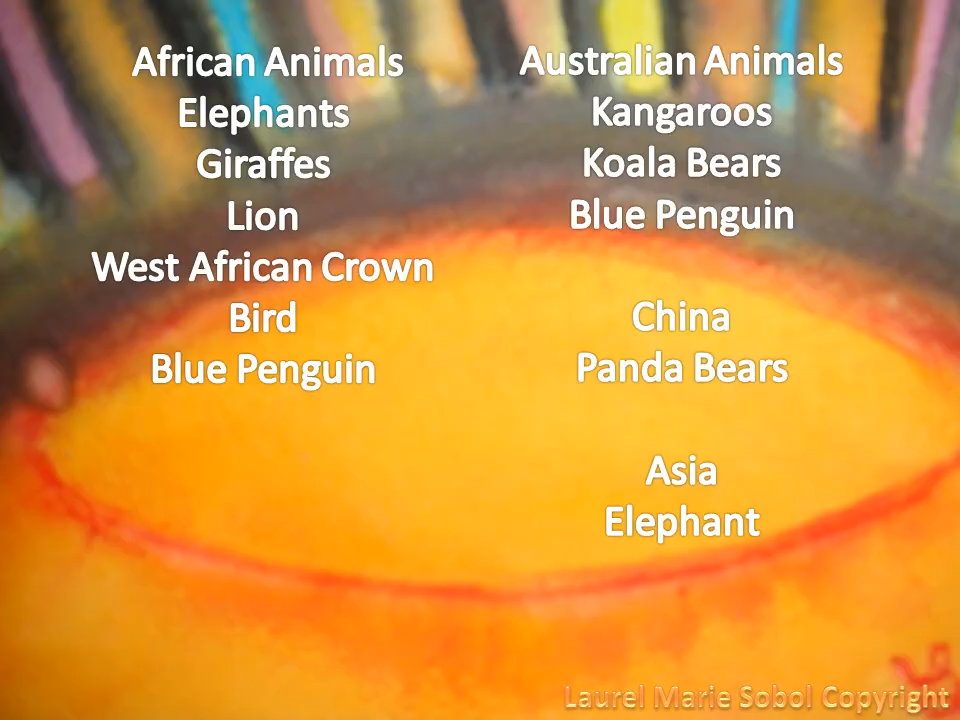 African Animals
Elephants
Giraffes
Lion
West African Crown
Bird
Blue Penguin
Australian Animals
Kangaroos
Koala Bears
Blue Penguin
China
Panda Bears
Asia
Elephant
Laurel Marie Sobol Copyright